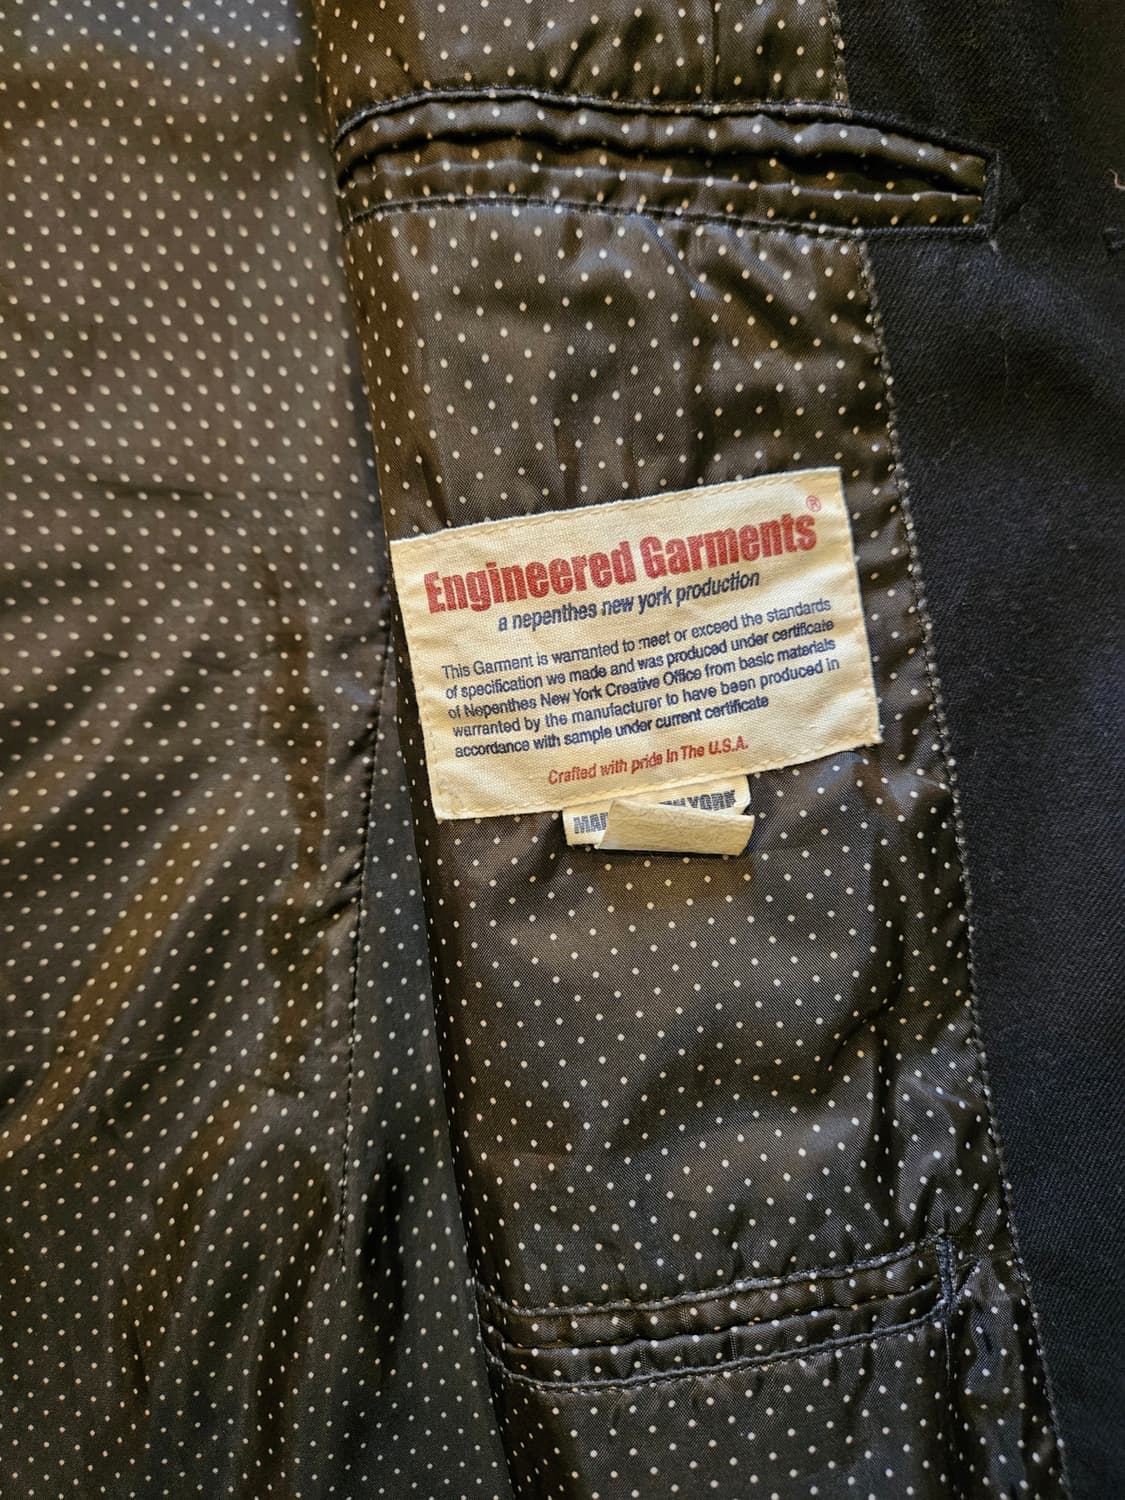 Engineered Garments®
a nepenthes new york production
This Garment is warranted to meet or exceed the standards
of specification we made and was produced under certificate
of Nepenthes New York Creative Office from basic materials
warranted by the manufacturer to have been produced in
accordance with sample under current certificate
Crafted with pride In The U.S.A.
YORK